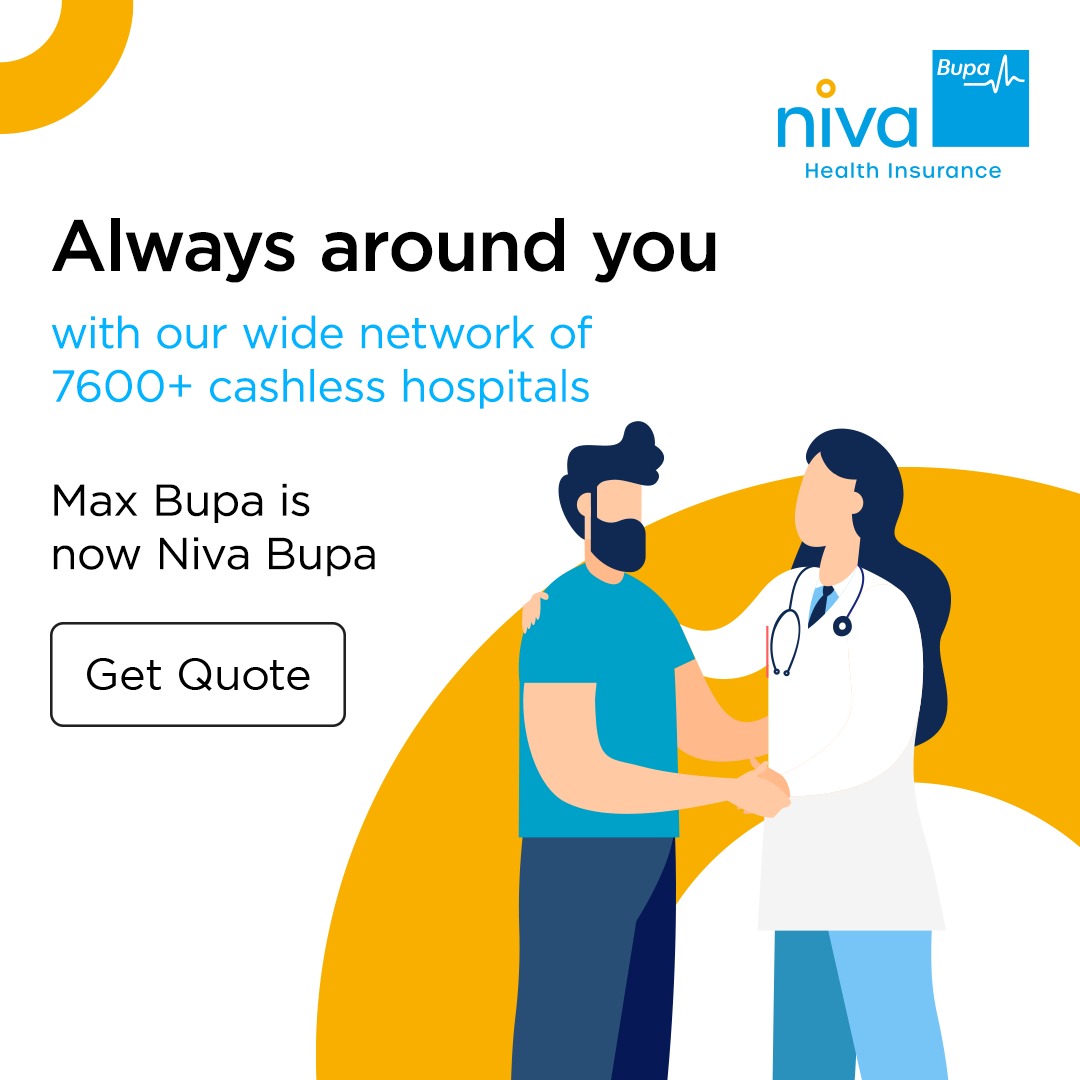 Bupa
niva
Health Insurance
Always around you
with our wide network of
7600+ cashless hospitals
Max Bupa is
now Niva Bupa
Get Quote